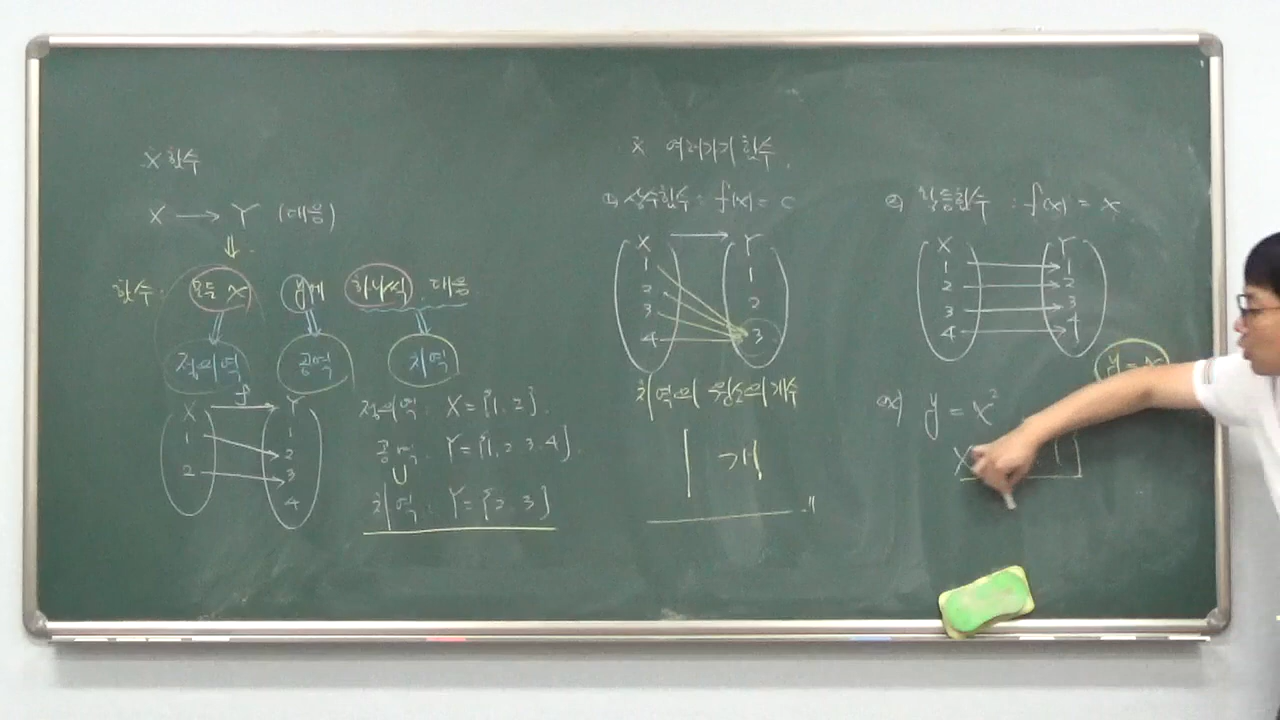 ※ 함수
X → Y (대응)
⇓
함수: 모든 x y에 하나씩 대응
정의역 공역 치역
X f Y
1 1
2 2
3
4
정의역: X={1, 2}.
공역: Y={1, 2 3. 4}.
∪
치역: Y={2. 3}
※ 여러가지 함수.
① 상수함수: f(x) = c
X → Y
1 1
2 2
3 3
4
치역의 원소의 개수
1 개
② 항등함수: f(x) = x
X Y
1 1
2 2
3 3
4 4
ex) y = x²
X